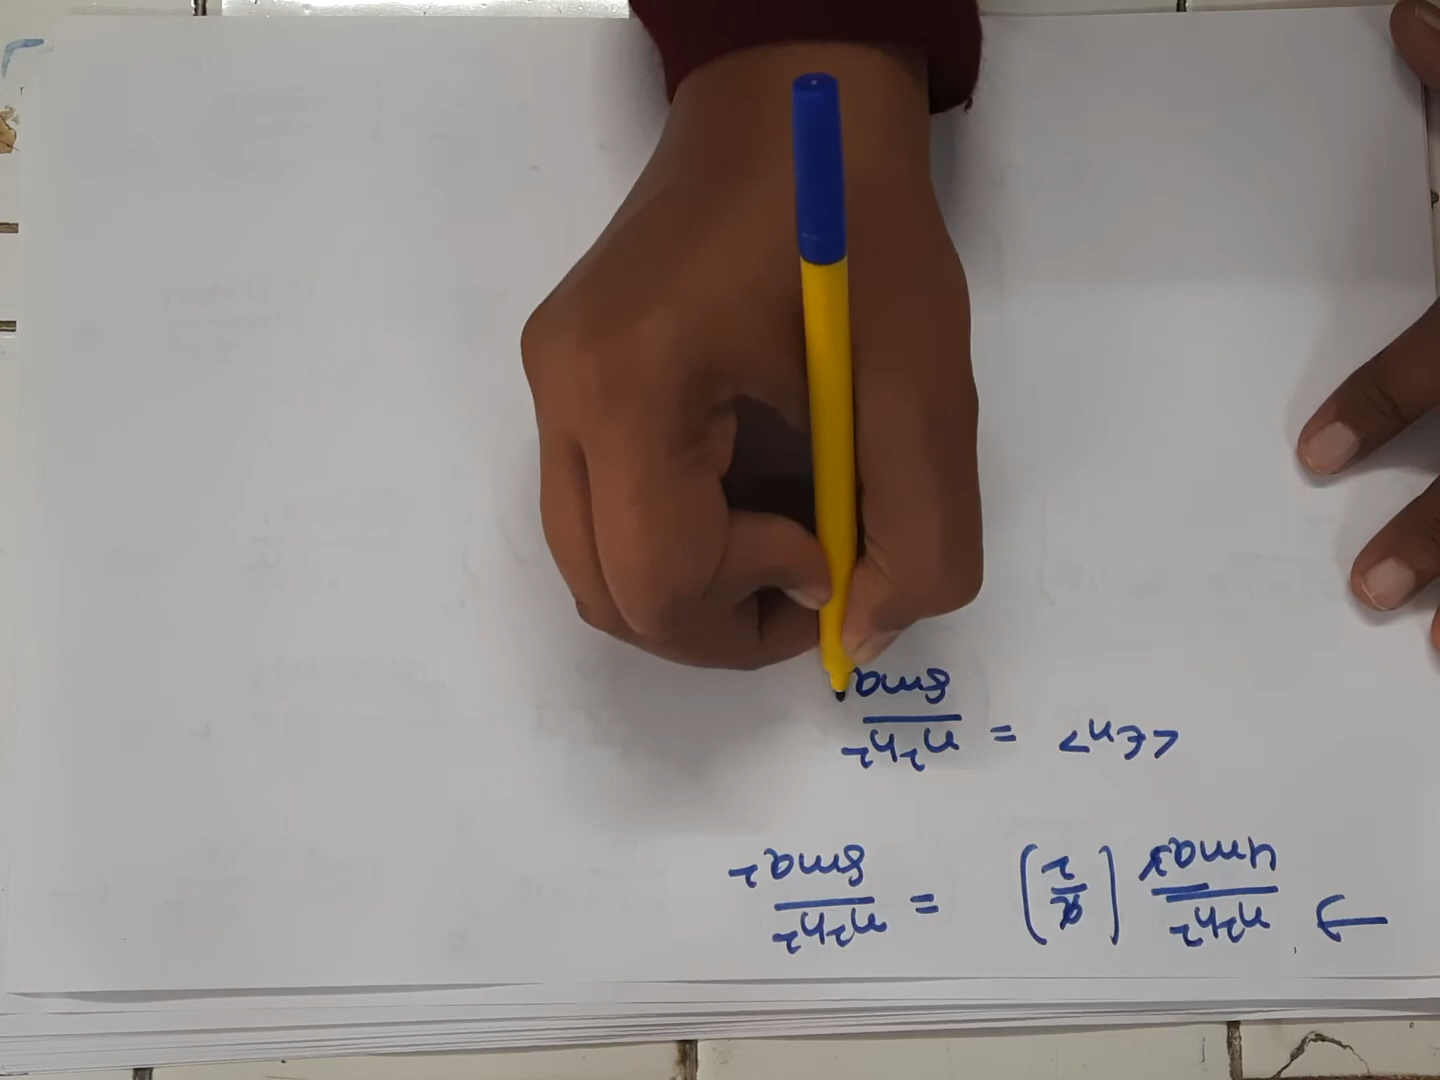 → n²h²/4ma³ (a/2) = n²h²/8ma²
<En> = n²h²/8ma